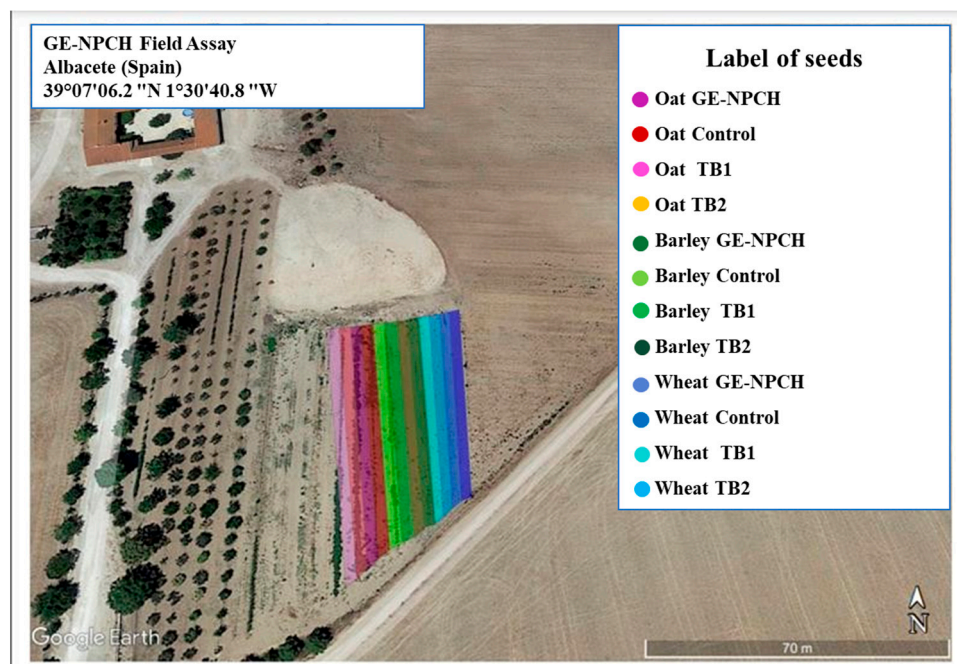 GE-NPCH Field Assay
Albacete (Spain)
39°07'06.2 "N 1°30'40.8 "W
Label of seeds
Oat GE-NPCH
Oat Control
Oat TB1
Oat TB2
Barley GE-NPCH
Barley Control
Barley TB1
Barley TB2
Wheat GE-NPCH
Wheat Control
Wheat TB1
Wheat TB2
N
Google Earth
70 m